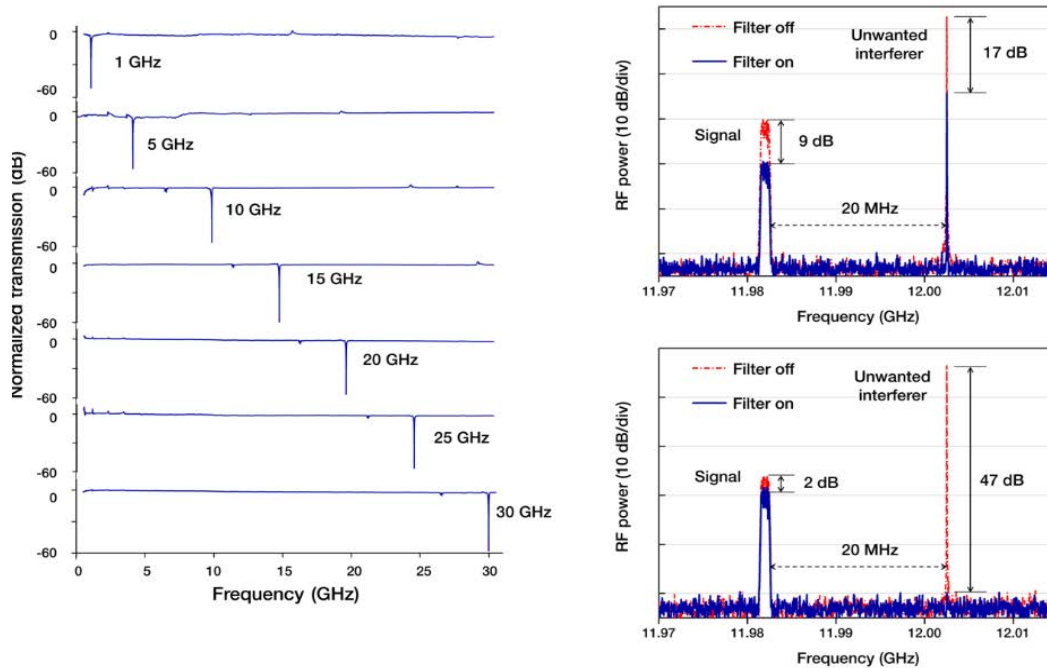 Normalized transmission (dB)
0
-60
1 GHz
0
-60
5 GHz
0
-60
10 GHz
0
-60
15 GHz
0
-60
20 GHz
0
-60
25 GHz
0
-60
30 GHz
0 5 10 15 20 25 30
Frequency (GHz)
RF power (10 dB/div)
Filter off
Filter on
Unwanted
interferer
17 dB
Signal
9 dB
20 MHz
11.97 11.98 11.99 12.00 12.01
Frequency (GHz)
RF power (10 dB/div)
Filter off
Filter on
Unwanted
interferer
47 dB
Signal
2 dB
20 MHz
11.97 11.98 11.99 12.00 12.01
Frequency (GHz)